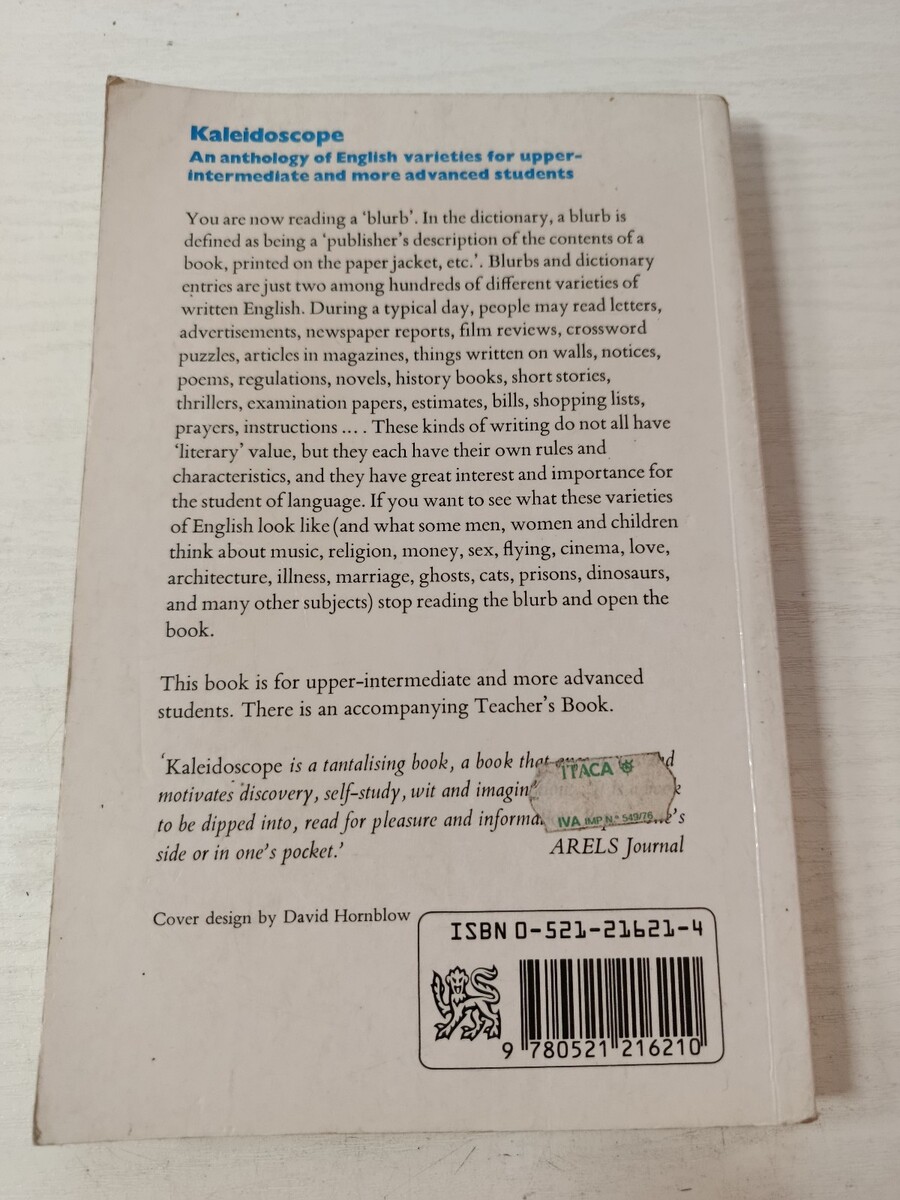 Kaleidoscope
An anthology of English varieties for upper-
intermediate and more advanced students
You are now reading a ‘blurb’. In the dictionary, a blurb is
defined as being a ‘publisher’s description of the contents of a
book, printed on the paper jacket, etc.’. Blurbs and dictionary
entries are just two among hundreds of different varieties of
written English. During a typical day, people may read letters,
advertisements, newspaper reports, film reviews, crossword
puzzles, articles in magazines, things written on walls, notices,
poems, regulations, novels, history books, short stories,
thrillers, examination papers, estimates, bills, shopping lists,
prayers, instructions ... . These kinds of writing do not all have
‘literary’ value, but they each have their own rules and
characteristics, and they have great interest and importance for
the student of language. If you want to see what these varieties
of English look like (and what some men, women and children
think about music, religion, money, sex, flying, cinema, love,
architecture, illness, marriage, ghosts, cats, prisons, dinosaurs,
and many other subjects) stop reading the blurb and open the
book.
This book is for upper-intermediate and more advanced
students. There is an accompanying Teacher’s Book.
‘Kaleidoscope is a tantalising book, a book that
motivates discovery, self-study, wit and
to be dipped into, read for pleasure and
side or in one’s pocket.’
ARELS Journal
ITACA
IVA IMP N.º 549/76
Cover design by David Hornblow
ISBN 0-521-21621-4
9 780521 216210